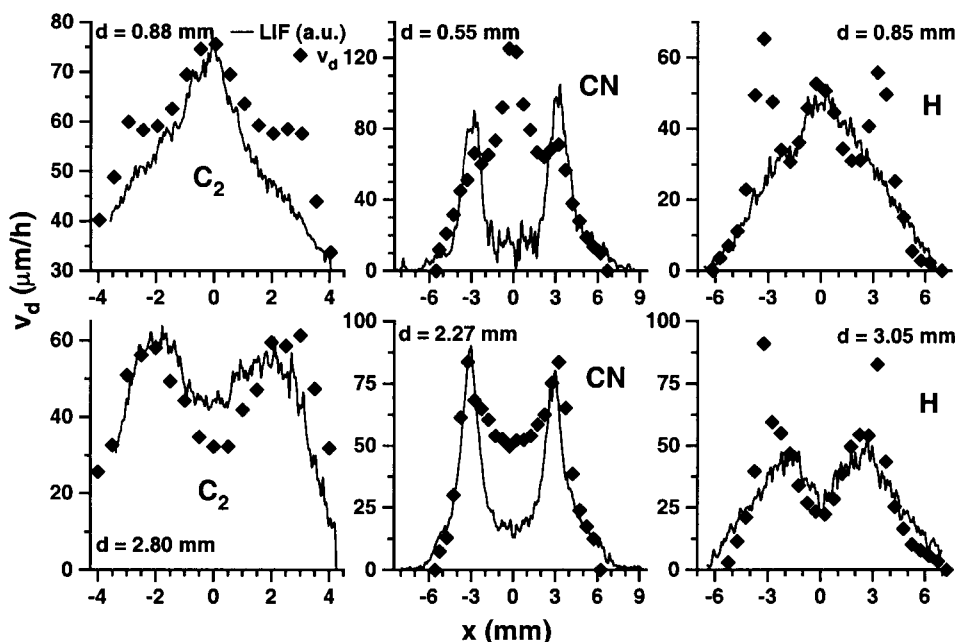 d = 0.88 mm
— LIF (a.u.)
◆ v_d
C₂
80
70
60
50
40
30
-4 -2 0 2 4
d = 0.55 mm
CN
120
80
40
0
-6 -3 0 3 6 9
d = 0.85 mm
H
60
40
20
0
-6 -3 0 3 6
v_d (μm/h)
d = 2.80 mm
C₂
60
40
20
0
-4 -2 0 2 4
d = 2.27 mm
CN
100
75
50
25
0
-6 -3 0 3 6 9
d = 3.05 mm
H
100
75
50
25
0
-6 -3 0 3 6
x (mm)